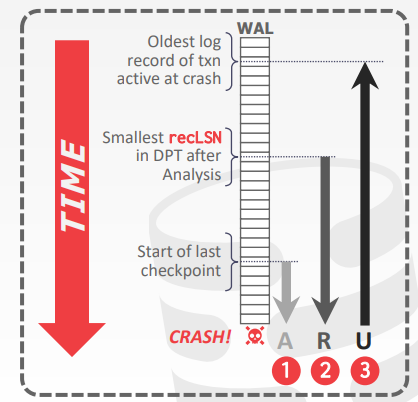 WAL
Oldest log
record of txn
active at crash
Smallest recLSN
in DPT after
Analysis
TIME
Start of last
checkpoint
CRASH!
A R U
1 2 3